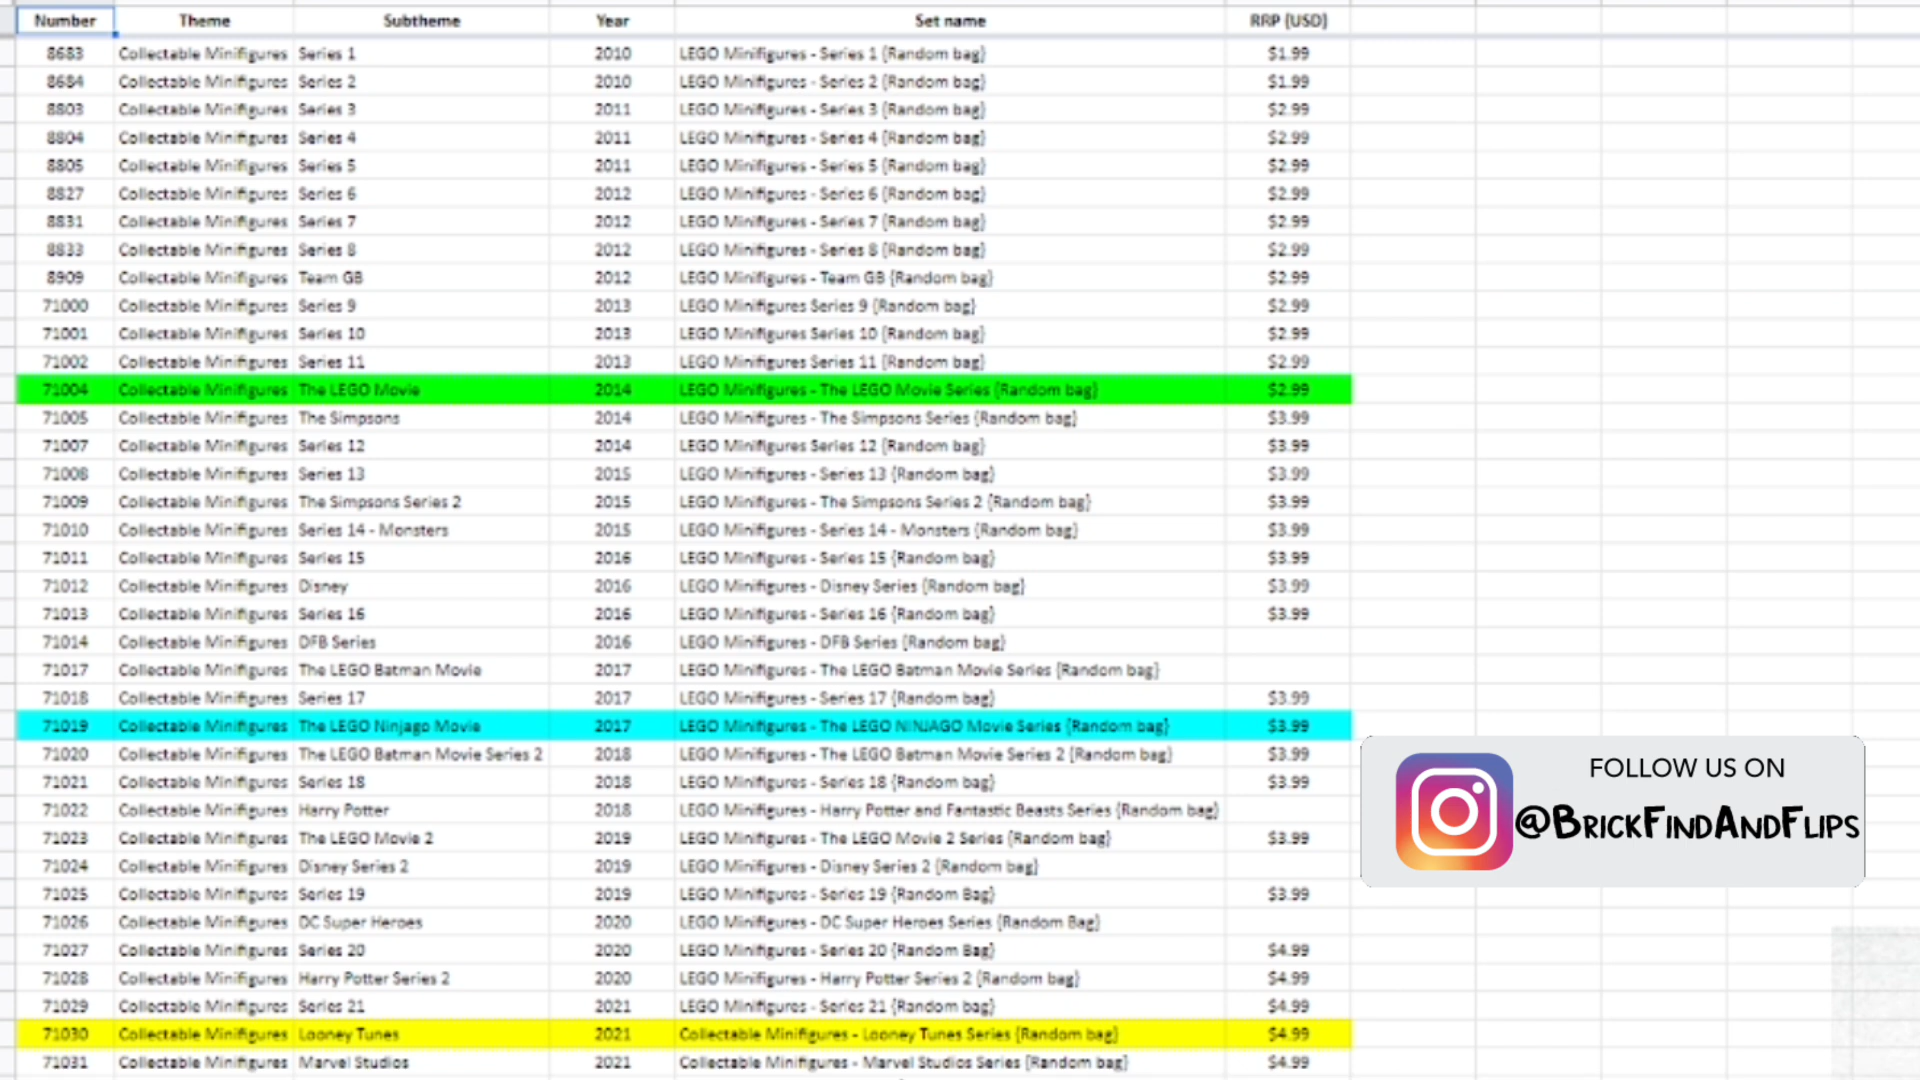 Number Theme Subtheme Year Set name RRP (USD)
8683 Collectable Minifigures Series 1 2010 LEGO Minifigures - Series 1 {Random bag} $1.99
8684 Collectable Minifigures Series 2 2010 LEGO Minifigures - Series 2 {Random bag} $1.99
8803 Collectable Minifigures Series 3 2011 LEGO Minifigures - Series 3 {Random bag} $2.99
8804 Collectable Minifigures Series 4 2011 LEGO Minifigures - Series 4 {Random bag} $2.99
8805 Collectable Minifigures Series 5 2011 LEGO Minifigures - Series 5 {Random bag} $2.99
8827 Collectable Minifigures Series 6 2012 LEGO Minifigures - Series 6 {Random bag} $2.99
8831 Collectable Minifigures Series 7 2012 LEGO Minifigures - Series 7 {Random bag} $2.99
8833 Collectable Minifigures Series 8 2012 LEGO Minifigures - Series 8 {Random bag} $2.99
8909 Collectable Minifigures Team GB 2012 LEGO Minifigures - Team GB {Random bag} $2.99
71000 Collectable Minifigures Series 9 2013 LEGO Minifigures Series 9 {Random bag} $2.99
71001 Collectable Minifigures Series 10 2013 LEGO Minifigures Series 10 {Random bag} $2.99
71002 Collectable Minifigures Series 11 2013 LEGO Minifigures Series 11 {Random bag} $2.99
71004 Collectable Minifigures The LEGO Movie 2014 LEGO Minifigures - The LEGO Movie Series {Random bag} $2.99
71005 Collectable Minifigures The Simpsons 2014 LEGO Minifigures - The Simpsons Series {Random bag} $3.99
71007 Collectable Minifigures Series 12 2014 LEGO Minifigures Series 12 {Random bag} $3.99
71008 Collectable Minifigures Series 13 2015 LEGO Minifigures - Series 13 {Random bag} $3.99
71009 Collectable Minifigures The Simpsons Series 2 2015 LEGO Minifigures - The Simpsons Series 2 {Random bag} $3.99
71010 Collectable Minifigures Series 14 - Monsters 2015 LEGO Minifigures - Series 14 - Monsters {Random bag} $3.99
71011 Collectable Minifigures Series 15 2016 LEGO Minifigures - Series 15 {Random bag} $3.99
71012 Collectable Minifigures Disney 2016 LEGO Minifigures - Disney Series {Random bag} $3.99
71013 Collectable Minifigures Series 16 2016 LEGO Minifigures - Series 16 {Random bag} $3.99
71014 Collectable Minifigures DFB Series 2016 LEGO Minifigures - DFB Series {Random bag}
71017 Collectable Minifigures The LEGO Batman Movie 2017 LEGO Minifigures - The LEGO Batman Movie Series {Random bag}
71018 Collectable Minifigures Series 17 2017 LEGO Minifigures - Series 17 {Random bag} $3.99
71019 Collectable Minifigures The LEGO Ninjago Movie 2017 LEGO Minifigures - The LEGO NINJAGO Movie Series {Random bag} $3.99
71020 Collectable Minifigures The LEGO Batman Movie Series 2 2018 LEGO Minifigures - The LEGO Batman Movie Series 2 {Random bag} $3.99
71021 Collectable Minifigures Series 18 2018 LEGO Minifigures - Series 18 {Random bag} $3.99
71022 Collectable Minifigures Harry Potter 2018 LEGO Minifigures - Harry Potter and Fantastic Beasts Series {Random bag}
71023 Collectable Minifigures The LEGO Movie 2 2019 LEGO Minifigures - The LEGO Movie 2 Series {Random bag} $3.99
71024 Collectable Minifigures Disney Series 2 2019 LEGO Minifigures - Disney Series 2 {Random bag}
71025 Collectable Minifigures Series 19 2019 LEGO Minifigures - Series 19 {Random Bag} $3.99
71026 Collectable Minifigures DC Super Heroes 2020 LEGO Minifigures - DC Super Heroes Series {Random Bag}
71027 Collectable Minifigures Series 20 2020 LEGO Minifigures - Series 20 {Random Bag} $4.99
71028 Collectable Minifigures Harry Potter Series 2 2020 LEGO Minifigures - Harry Potter Series 2 {Random bag} $4.99
71029 Collectable Minifigures Series 21 2021 LEGO Minifigures - Series 21 {Random bag} $4.99
71030 Collectable Minifigures Looney Tunes 2021 Collectable Minifigures - Looney Tunes Series {Random bag} $4.99
71031 Collectable Minifigures Marvel Studios 2021 Collectable Minifigures - Marvel Studios Series {Random bag} $4.99
FOLLOW US ON
@BRICKFINDANDFLIPS